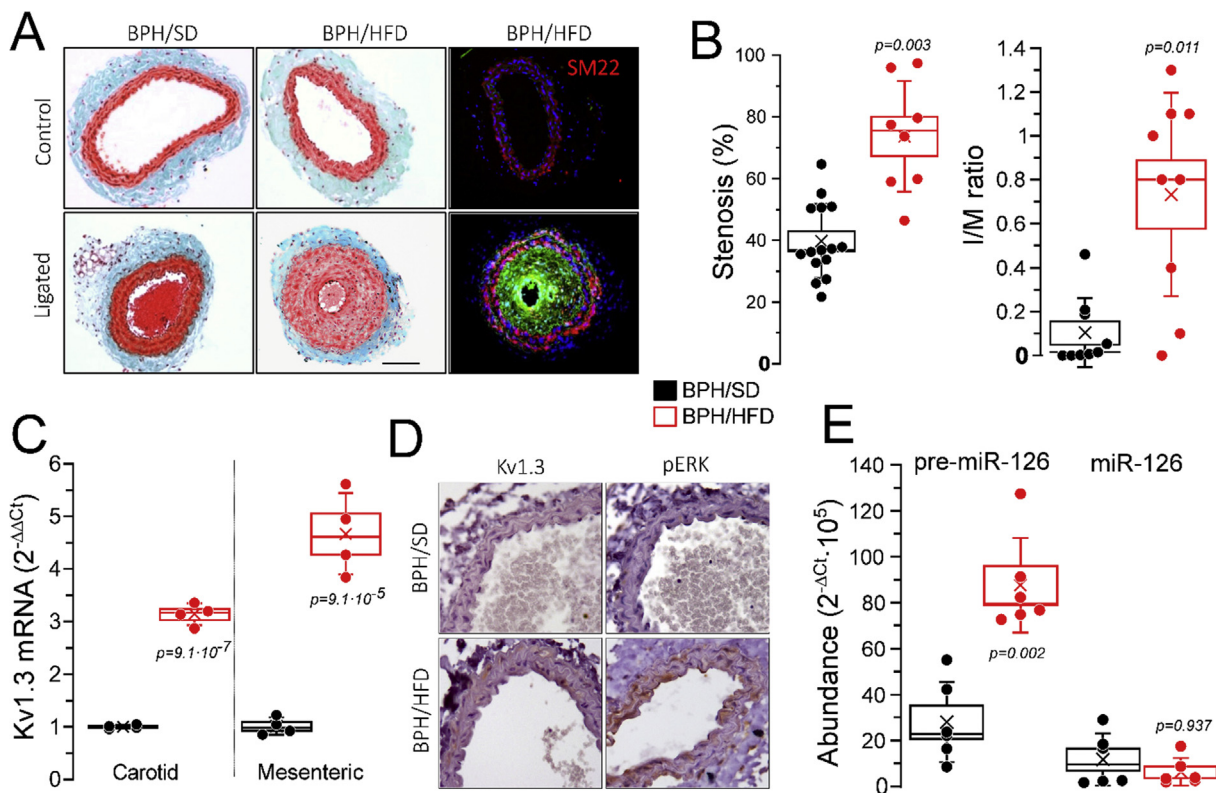 A
BPH/SD
BPH/HFD
BPH/HFD
Control
SM22
Ligated
B
Stenosis (%)
100
80
60
40
20
0
p=0.003
I/M ratio
1.4
1.2
1
0.8
0.6
0.4
0.2
0
p=0.011
BPH/SD
BPH/HFD
C
Kv1.3 mRNA (2^-ΔΔCt)
6
5
4
3
2
1
0
p=9.1·10^-7
p=9.1·10^-5
Carotid
Mesenteric
D
Kv1.3
pERK
BPH/SD
BPH/HFD
E
Abundance (2^-ΔCt·10^5)
140
120
100
80
60
40
20
0
pre-miR-126
miR-126
p=0.002
p=0.937